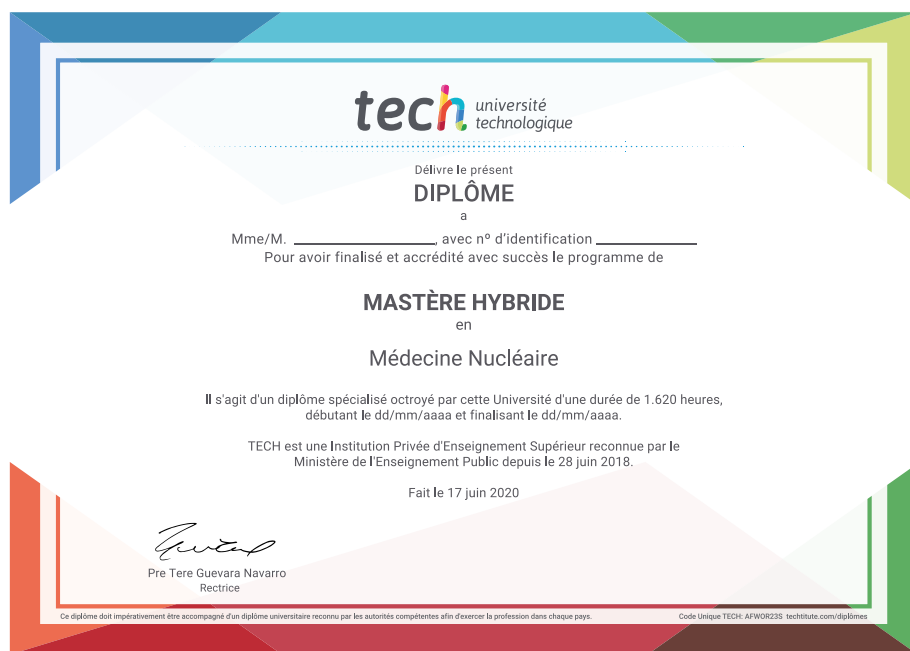 tech université
technologique
Délivre le présent
DIPLÔME
a
Mme/M. ____________________, avec nº d'identification ______________
Pour avoir finalisé et accrédité avec succès le programme de
MASTÈRE HYBRIDE
en
Médecine Nucléaire
Il s'agit d'un diplôme spécialisé octroyé par cette Université d'une durée de 1.620 heures,
débutant le dd/mm/aaaa et finalisant le dd/mm/aaaa.
TECH est une Institution Privée d'Enseignement Supérieur reconnue par le
Ministère de l'Enseignement Public depuis le 28 juin 2018.
Fait le 17 juin 2020
Pre Tere Guevara Navarro
Rectrice
Ce diplôme doit impérativement être accompagné d'un diplôme universitaire reconnu par les autorités compétentes afin d'exercer la profession dans chaque pays.
Code Unique TECH: AFWOR23S techtitute.com/diplômes